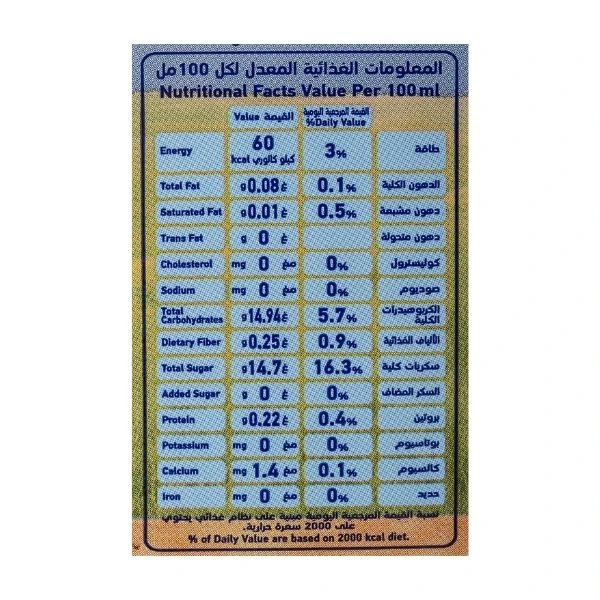 المعلومات الغذائية المعدل لكل 100 مل
Nutritional Facts Value Per 100 ml
Value القيمة القيمة المرجعية اليومية %Daily Value
Energy 60 kcal كيلو كالوري 3% طاقة
Total Fat g 0.08 غ 0.1% الدهون الكلية
Saturated Fat g 0.01 غ 0.5% دهون مشبعة
Trans Fat g 0 غ دهون متحولة
Cholesterol mg 0 مغ 0% كوليسترول
Sodium mg 0 مغ 0% صوديوم
Total Carbohydrates g 14.94 غ 5.7% الكربوهيدرات الكلية
Dietary Fiber g 0.25 غ 0.9% الألياف الغذائية
Total Sugar g 14.7 غ 16.3% سكريات كلية
Added Sugar g 0 غ 0% السكر المضاف
Protein g 0.22 غ 0.4% بروتين
Potassium mg 0 مغ 0% بوتاسيوم
Calcium mg 1.4 مغ 0.1% كالسيوم
Iron mg 0 مغ 0% حديد
نسبة القيمة المرجعية اليومية مبنية على نظام غذائي يحتوي
على 2000 سعرة حرارية.
% of Daily Value are based on 2000 kcal diet.